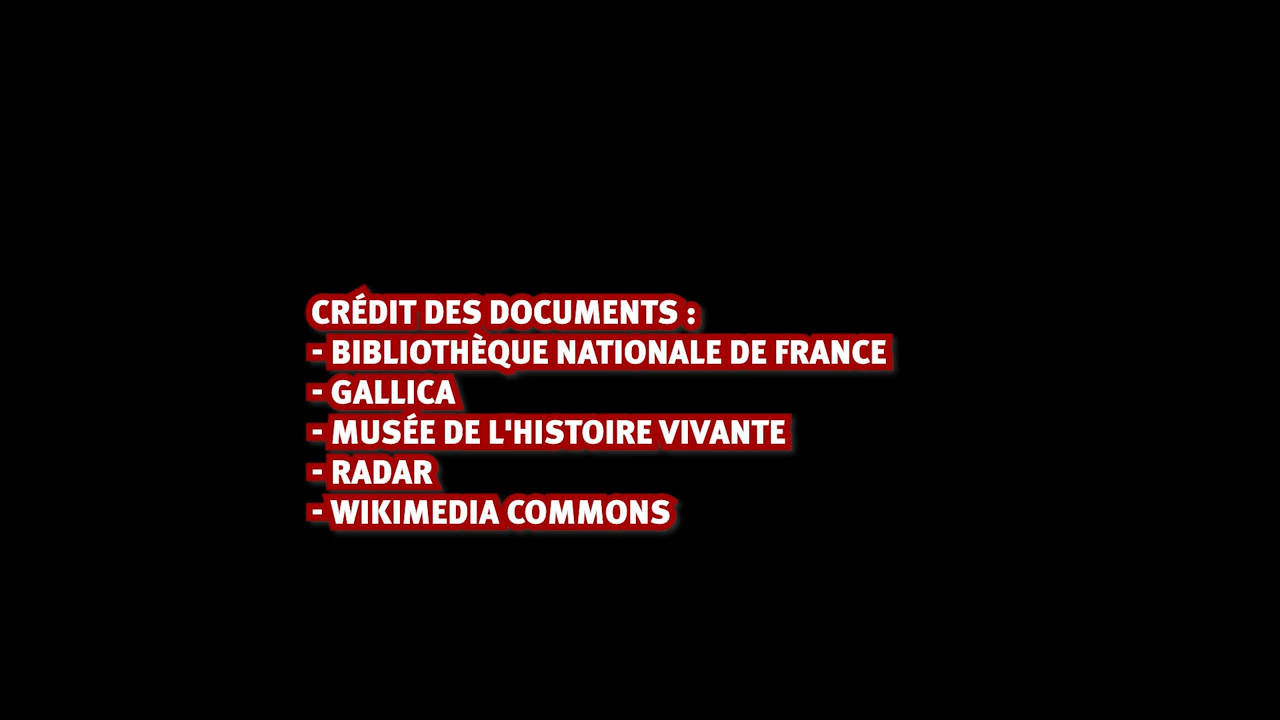 CRÉDIT DES DOCUMENTS :
- BIBLIOTHÈQUE NATIONALE DE FRANCE
- GALLICA
- MUSÉE DE L'HISTOIRE VIVANTE
- RADAR
- WIKIMEDIA COMMONS